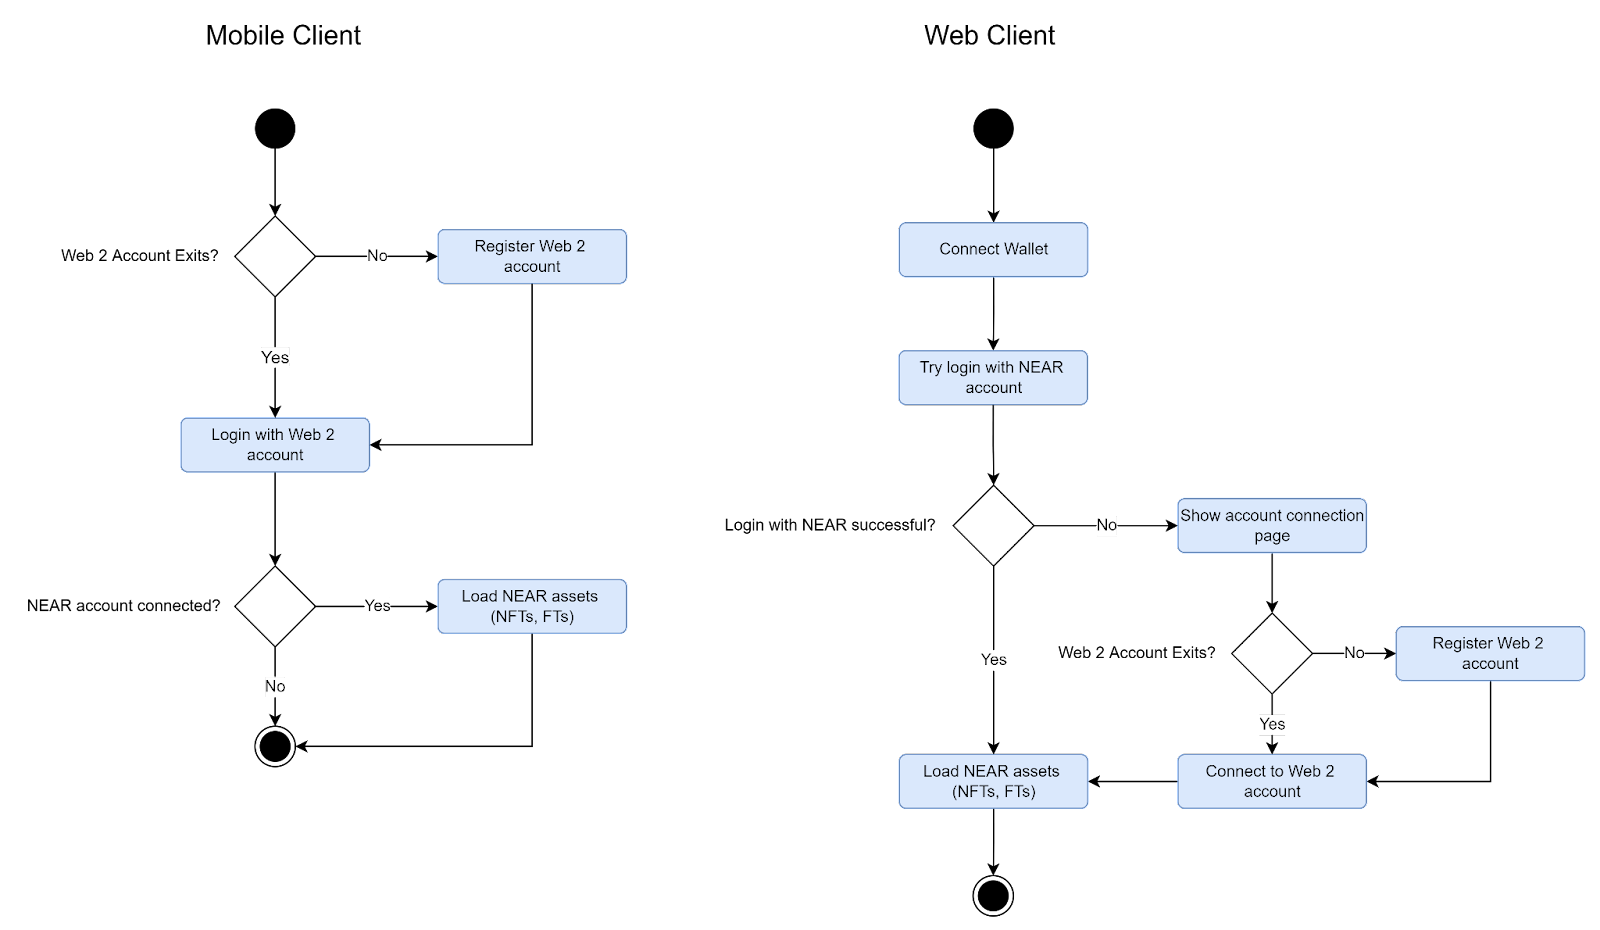 Mobile Client
Web 2 Account Exits?
No
Register Web 2
account
Yes
Login with Web 2
account
NEAR account connected?
Yes
Load NEAR assets
(NFTs, FTs)
No
Web Client
Connect Wallet
Try login with NEAR
account
Login with NEAR successful?
No
Show account connection
page
Yes
Web 2 Account Exits?
No
Register Web 2
account
Yes
Load NEAR assets
(NFTs, FTs)
Connect to Web 2
account